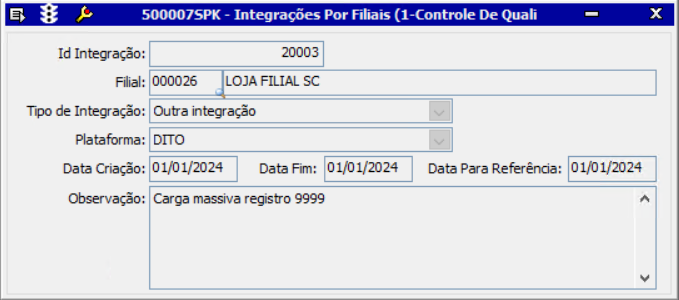 500007SPK - Integrações Por Filiais (1-Controle De Quali
Id Integração: 20003
Filial: 000026 LOJA FILIAL SC
Tipo de Integração: Outra integração
Plataforma: DITO
Data Criação: 01/01/2024 Data Fim: 01/01/2024 Data Para Referência: 01/01/2024
Observação: Carga massiva registro 9999